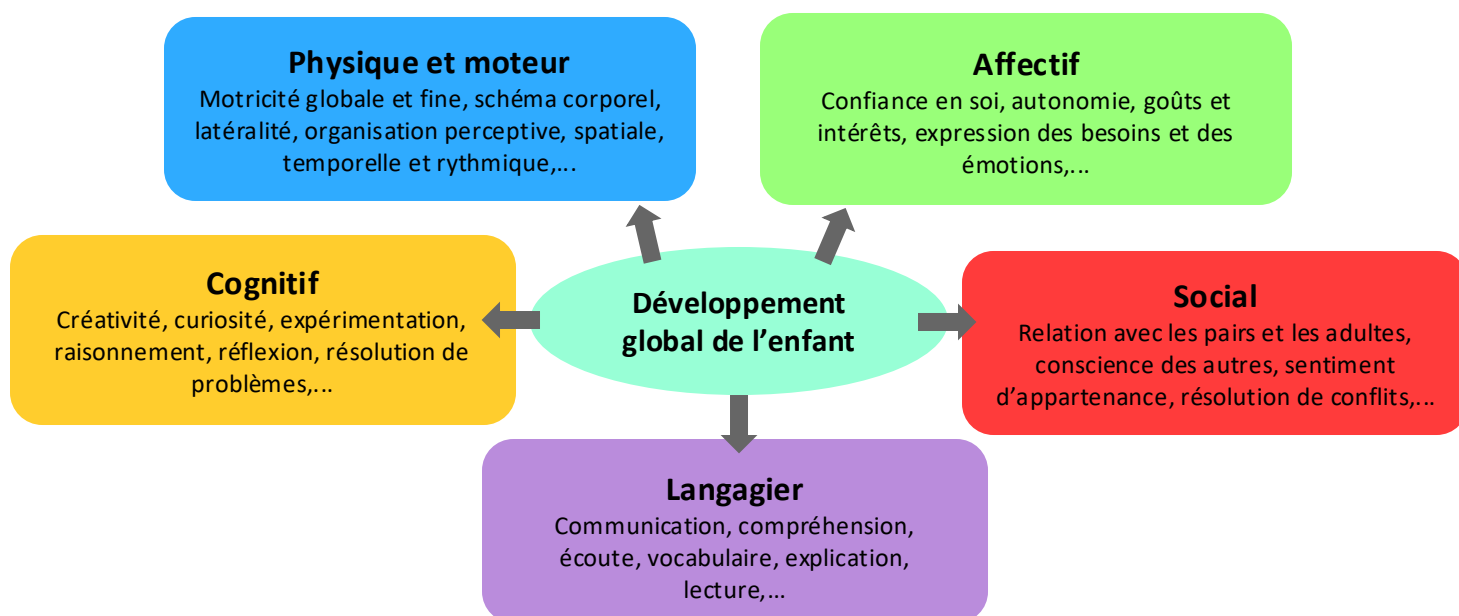 Physique et moteur
Motricité globale et fine, schéma corporel,
latéralité, organisation perceptive, spatiale,
temporelle et rythmique,...
Affectif
Confiance en soi, autonomie, goûts et
intérêts, expression des besoins et des
émotions,...
Cognitif
Créativité, curiosité, expérimentation,
raisonnement, réflexion, résolution de
problèmes,...
Développement
global de l’enfant
Social
Relation avec les pairs et les adultes,
conscience des autres, sentiment
d’appartenance, résolution de conflits,...
Langagier
Communication, compréhension,
écoute, vocabulaire, explication,
lecture,...